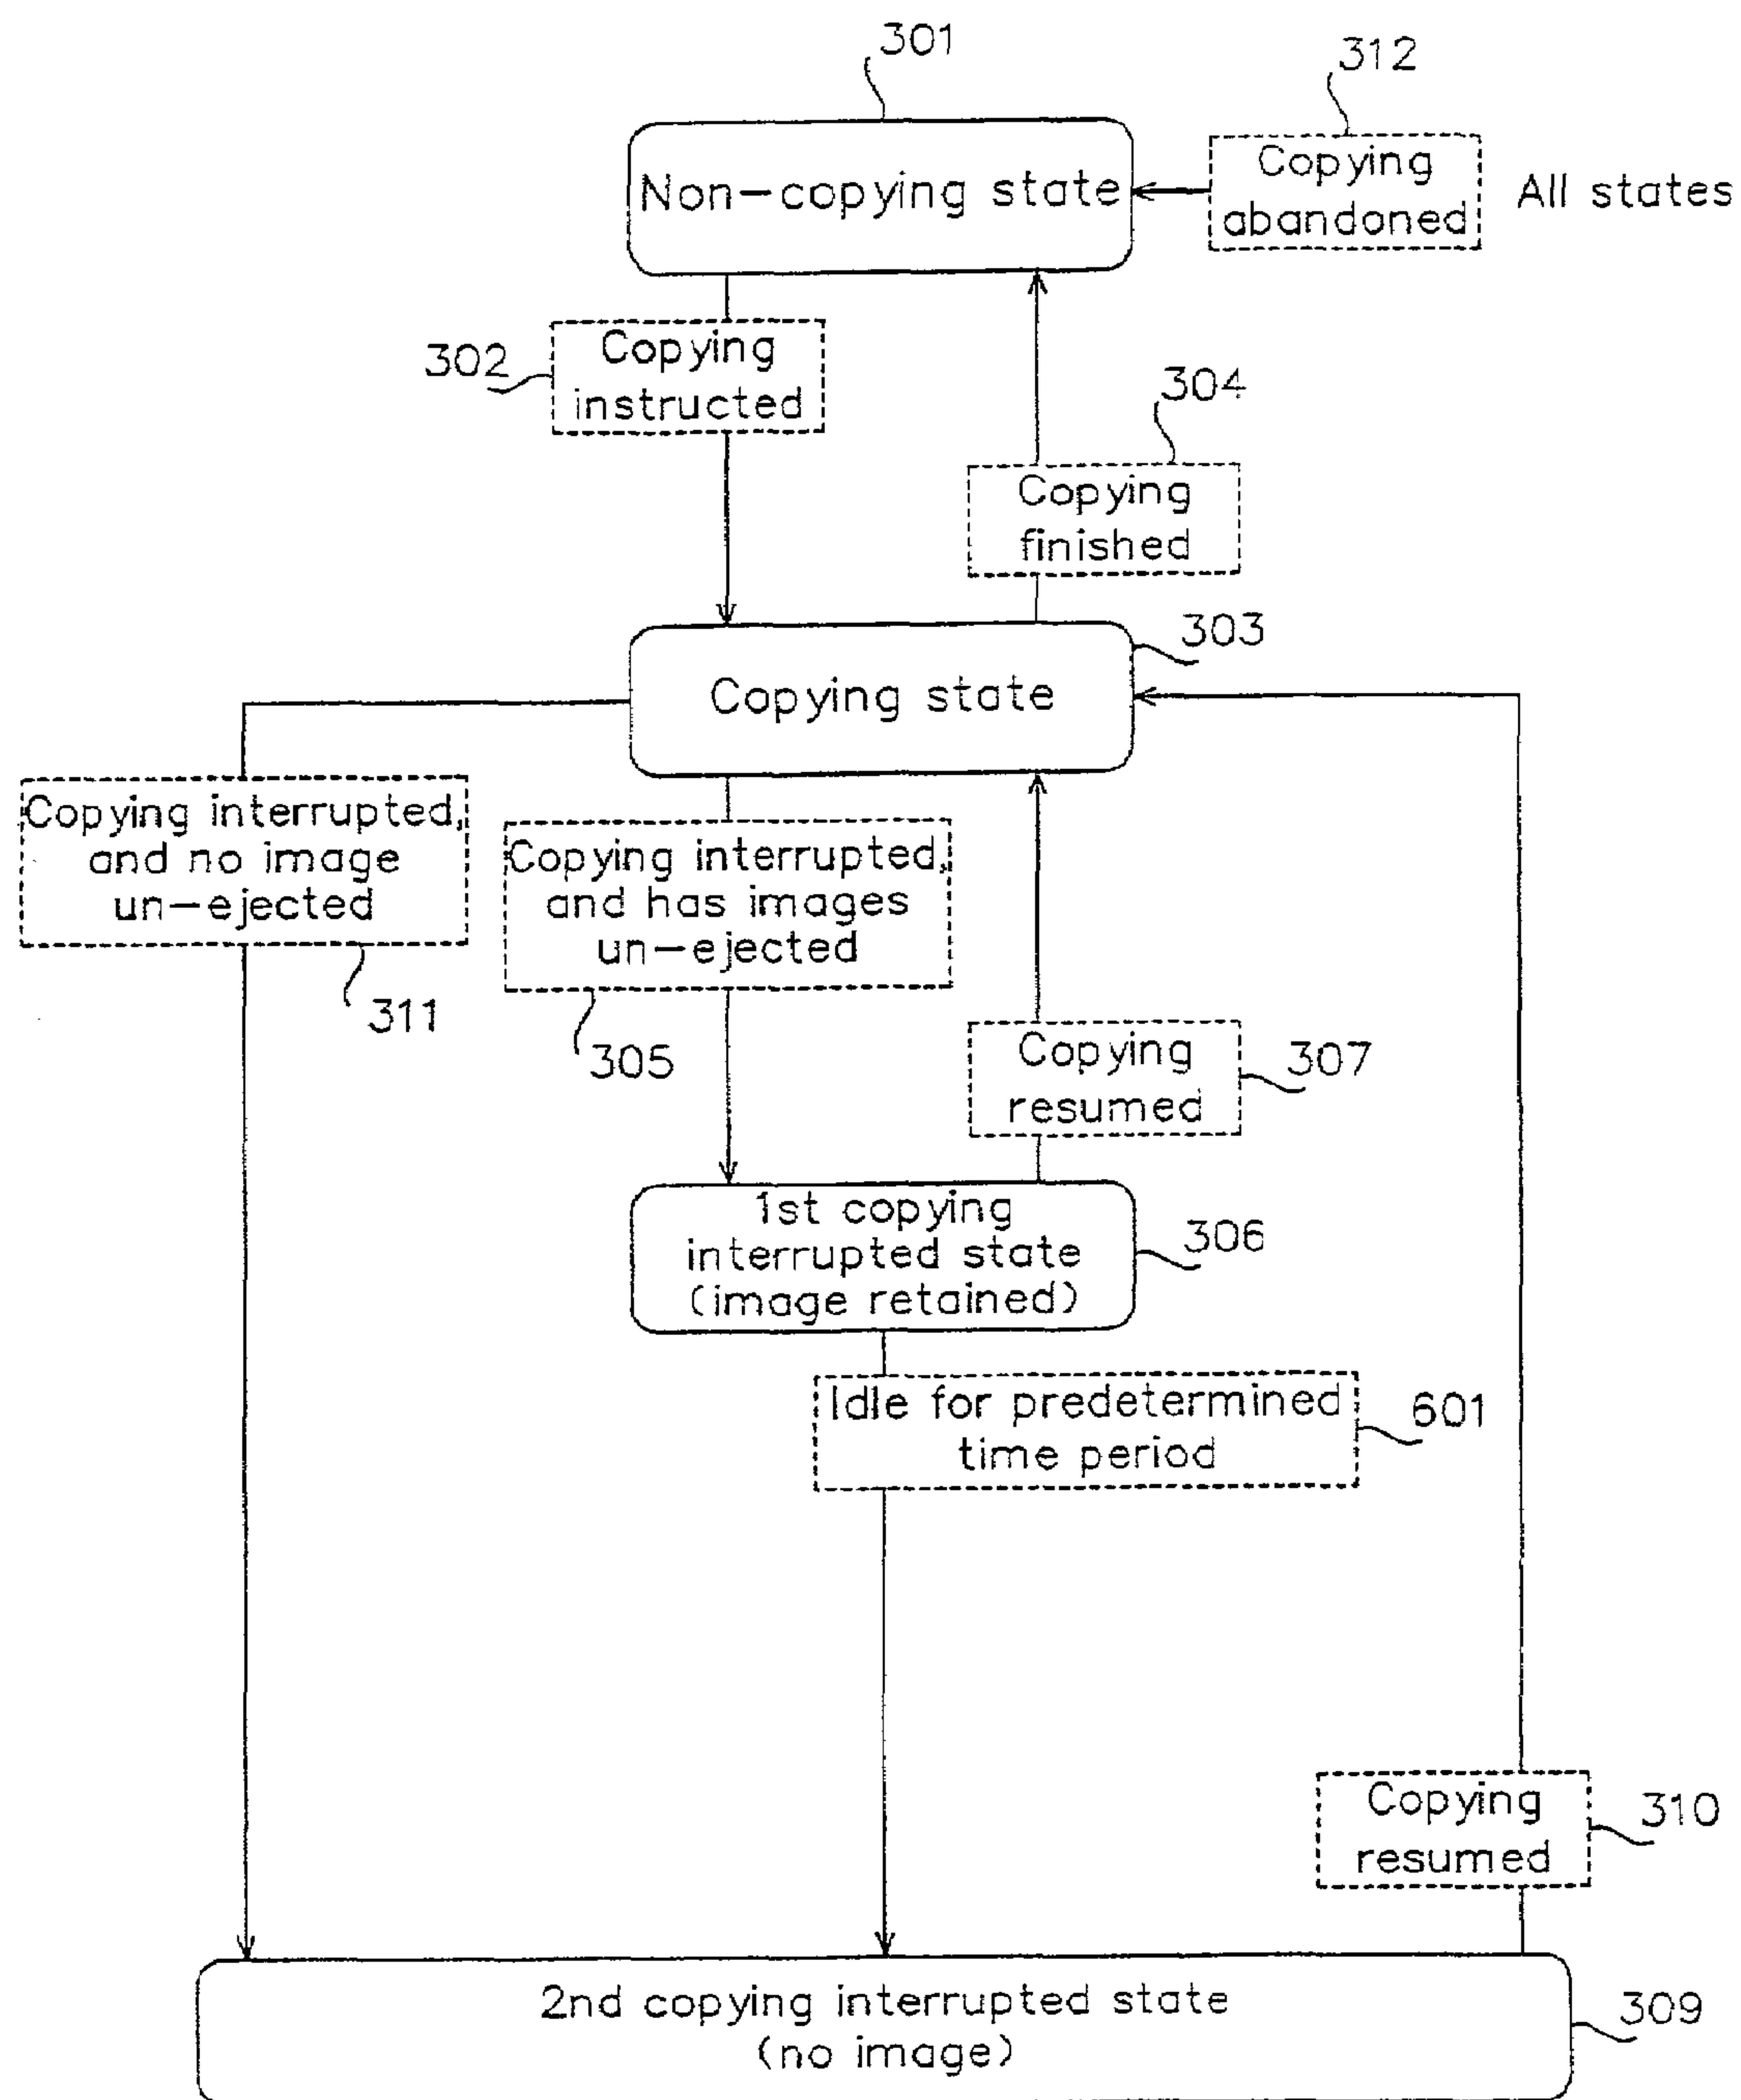 301
312
Non-copying state
Copying
abandoned
All states
302
Copying
instructed
304
Copying
finished
303
Copying state
Copying interrupted,
and no image
un-ejected
311
Copying interrupted,
and has images
un-ejected
305
Copying
resumed
307
1st copying
interrupted state
(image retained)
306
Idle for predetermined
time period
601
Copying
resumed
310
2nd copying interrupted state
(no image)
309